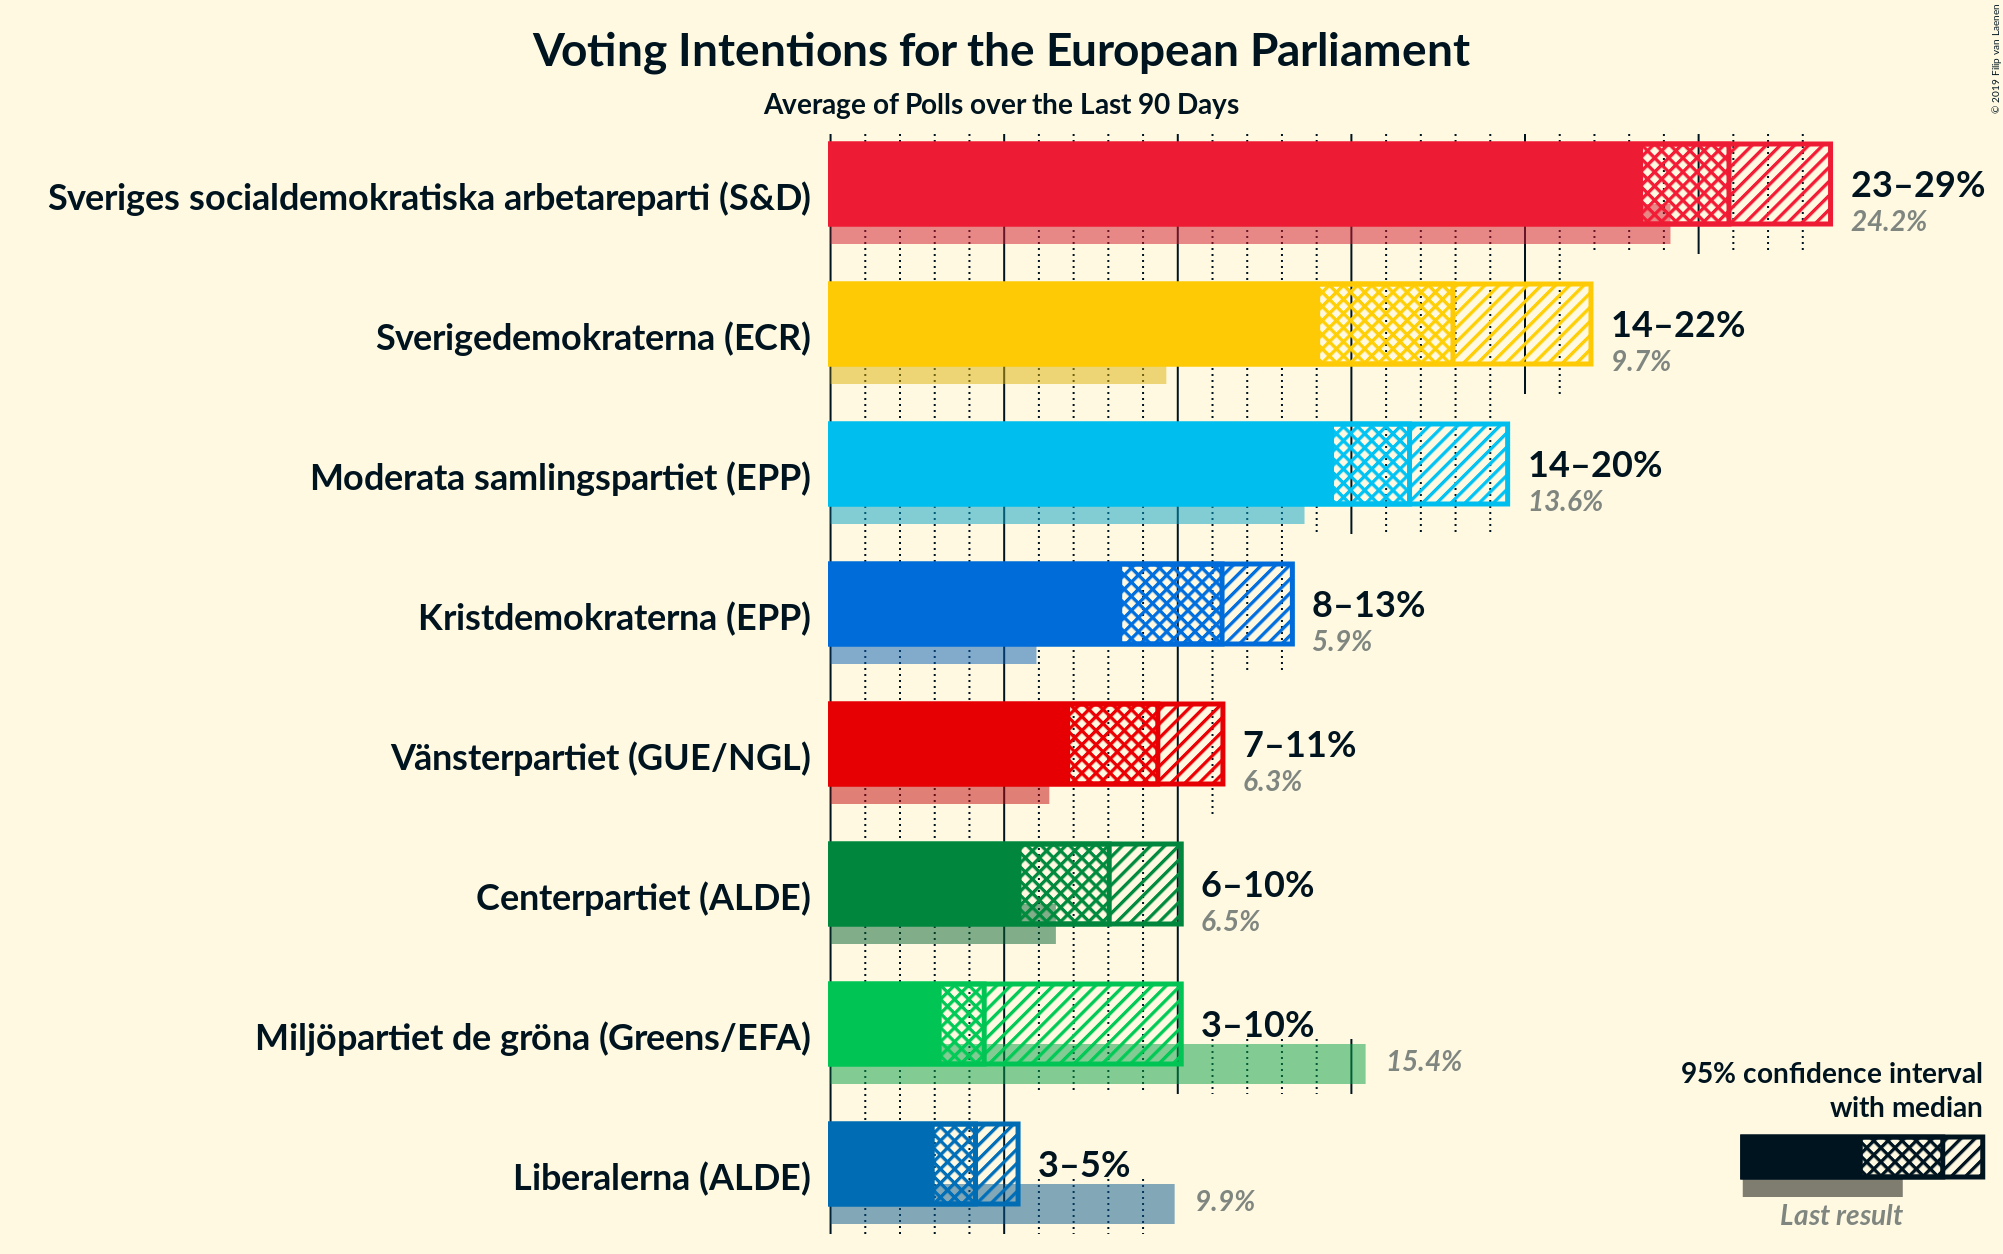 Voting Intentions for the European Parliament
Average of Polls over the Last 90 Days
© 2019 Filip van Laenen
Sveriges socialdemokratiska arbetareparti (S&D)
23–29%
24.2%
Sverigedemokraterna (ECR)
14–22%
9.7%
Moderata samlingspartiet (EPP)
14–20%
13.6%
Kristdemokraterna (EPP)
8–13%
5.9%
Vänsterpartiet (GUE/NGL)
7–11%
6.3%
Centerpartiet (ALDE)
6–10%
6.5%
Miljöpartiet de gröna (Greens/EFA)
3–10%
15.4%
Liberalerna (ALDE)
3–5%
9.9%
95% confidence interval
with median
Last result